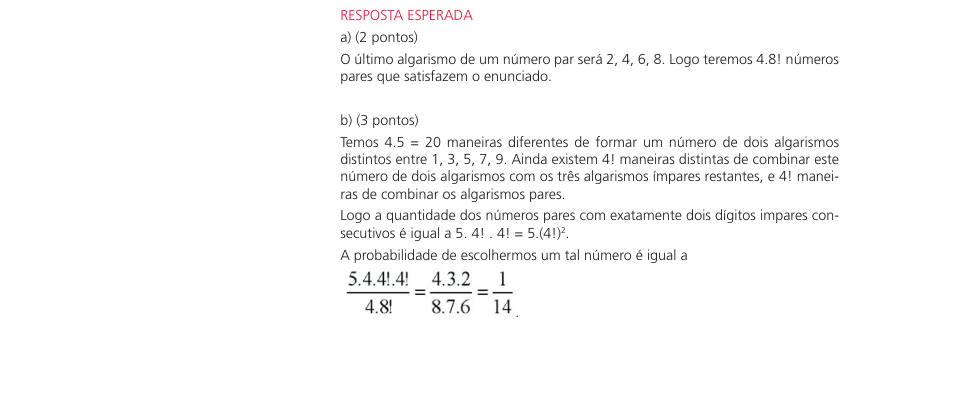 RESPOSTA ESPERADA
a) (2 pontos)
O último algarismo de um número par será 2, 4, 6, 8. Logo teremos 4.8! números
pares que satisfazem o enunciado.
b) (3 pontos)
Temos 4.5 = 20 maneiras diferentes de formar um número de dois algarismos
distintos entre 1, 3, 5, 7, 9. Ainda existem 4! maneiras distintas de combinar este
número de dois algarismos com os três algarismos ímpares restantes, e 4! manei-
ras de combinar os algarismos pares.
Logo a quantidade dos números pares com exatamente dois dígitos impares con-
secutivos é igual a 5. 4! . 4! = 5.(4!)².
A probabilidade de escolhermos um tal número é igual a
5.4.4!.4!/4.8! = 4.3.2/8.7.6 = 1/14 .